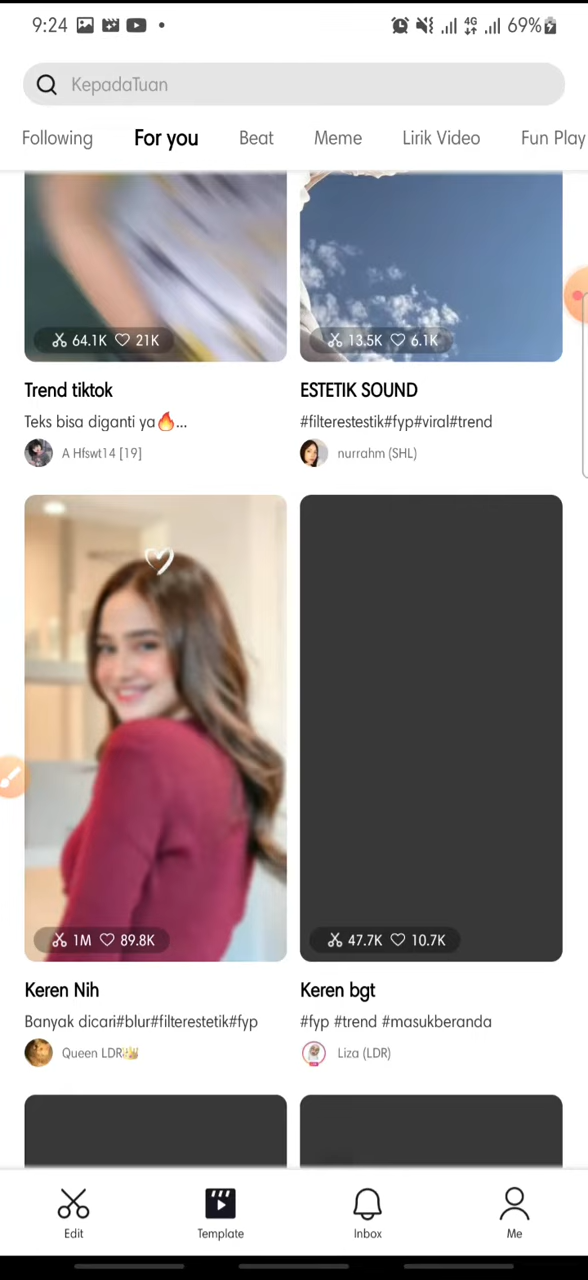 9:24
4G
69%
KepadaTuan
Following
For you
Beat
Meme
Lirik Video
Fun Play
64.1K 21K
13.5K 6.1K
Trend tiktok
Teks bisa diganti ya🔥...
A Hfswt14 [19]
ESTETIK SOUND
#filterestestik#fyp#viral#trend
nurrahm (SHL)
1M 89.8K
47.7K 10.7K
Keren Nih
Banyak dicari#blur#filterestetik#fyp
Queen LDR👑
Keren bgt
#fyp #trend #masukberanda
Liza (LDR)
Edit
Template
Inbox
Me